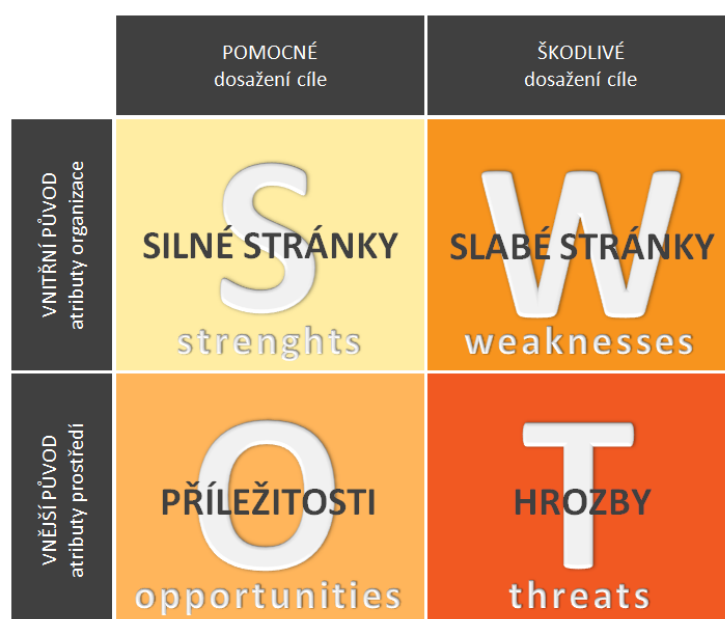 POMOCNÉ
dosažení cíle
ŠKODLIVÉ
dosažení cíle
VNITŘNÍ PŮVOD
atributy organizace
S
SILNÉ STRÁNKY
strenghts
W
SLABÉ STRÁNKY
weaknesses
VNĚJŠÍ PŮVOD
atributy prostředí
O
PŘÍLEŽITOSTI
opportunities
T
HROZBY
threats